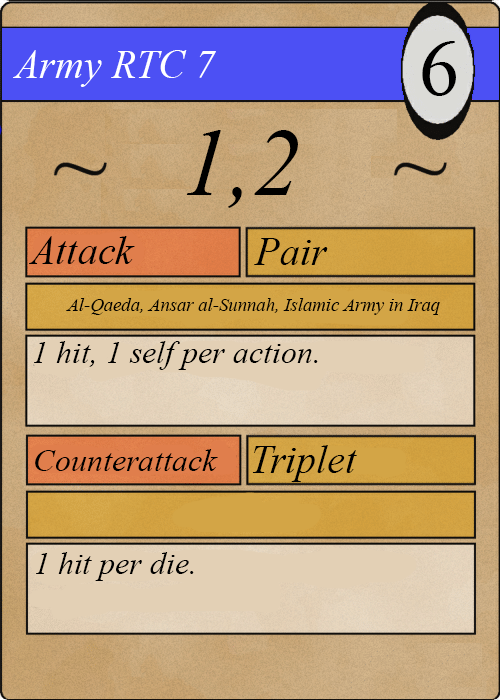 Army RTC 7
6
~ 1,2 ~
Attack
Pair
Al-Qaeda, Ansar al-Sunnah, Islamic Army in Iraq
1 hit, 1 self per action.
Counterattack
Triplet
1 hit per die.